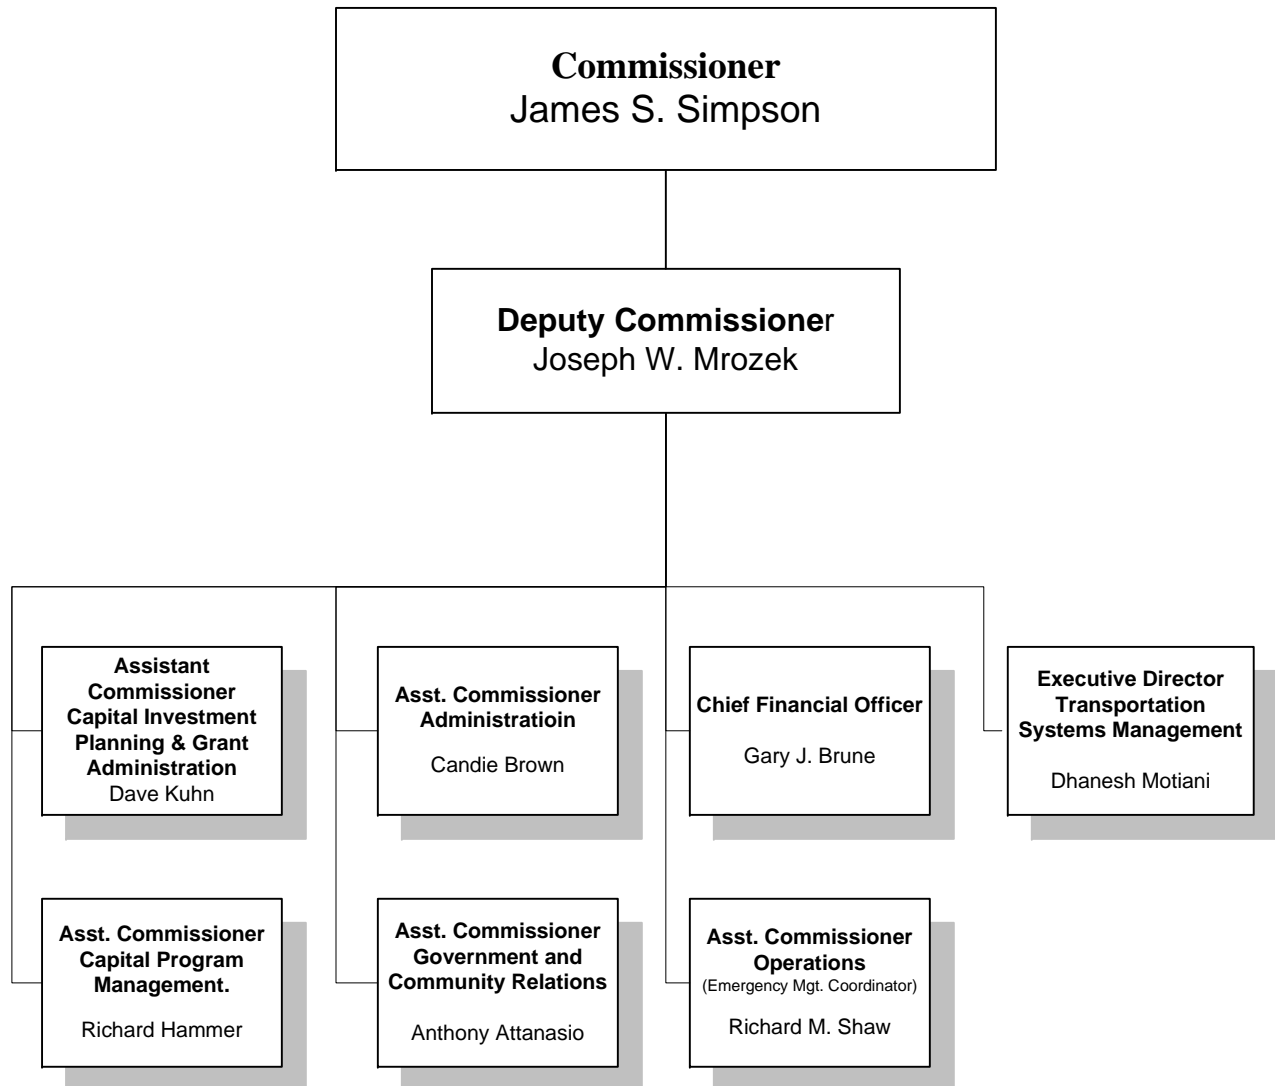 Commissioner
James S. Simpson
Deputy Commissioner
Joseph W. Mrozek
Assistant
Commissioner
Capital Investment
Planning & Grant
Administration
Dave Kuhn
Asst. Commissioner
Administratioin
Candie Brown
Chief Financial Officer
Gary J. Brune
Executive Director
Transportation
Systems Management
Dhanesh Motiani
Asst. Commissioner
Capital Program
Management.
Richard Hammer
Asst. Commissioner
Government and
Community Relations
Anthony Attanasio
Asst. Commissioner
Operations
(Emergency Mgt. Coordinator)
Richard M. Shaw